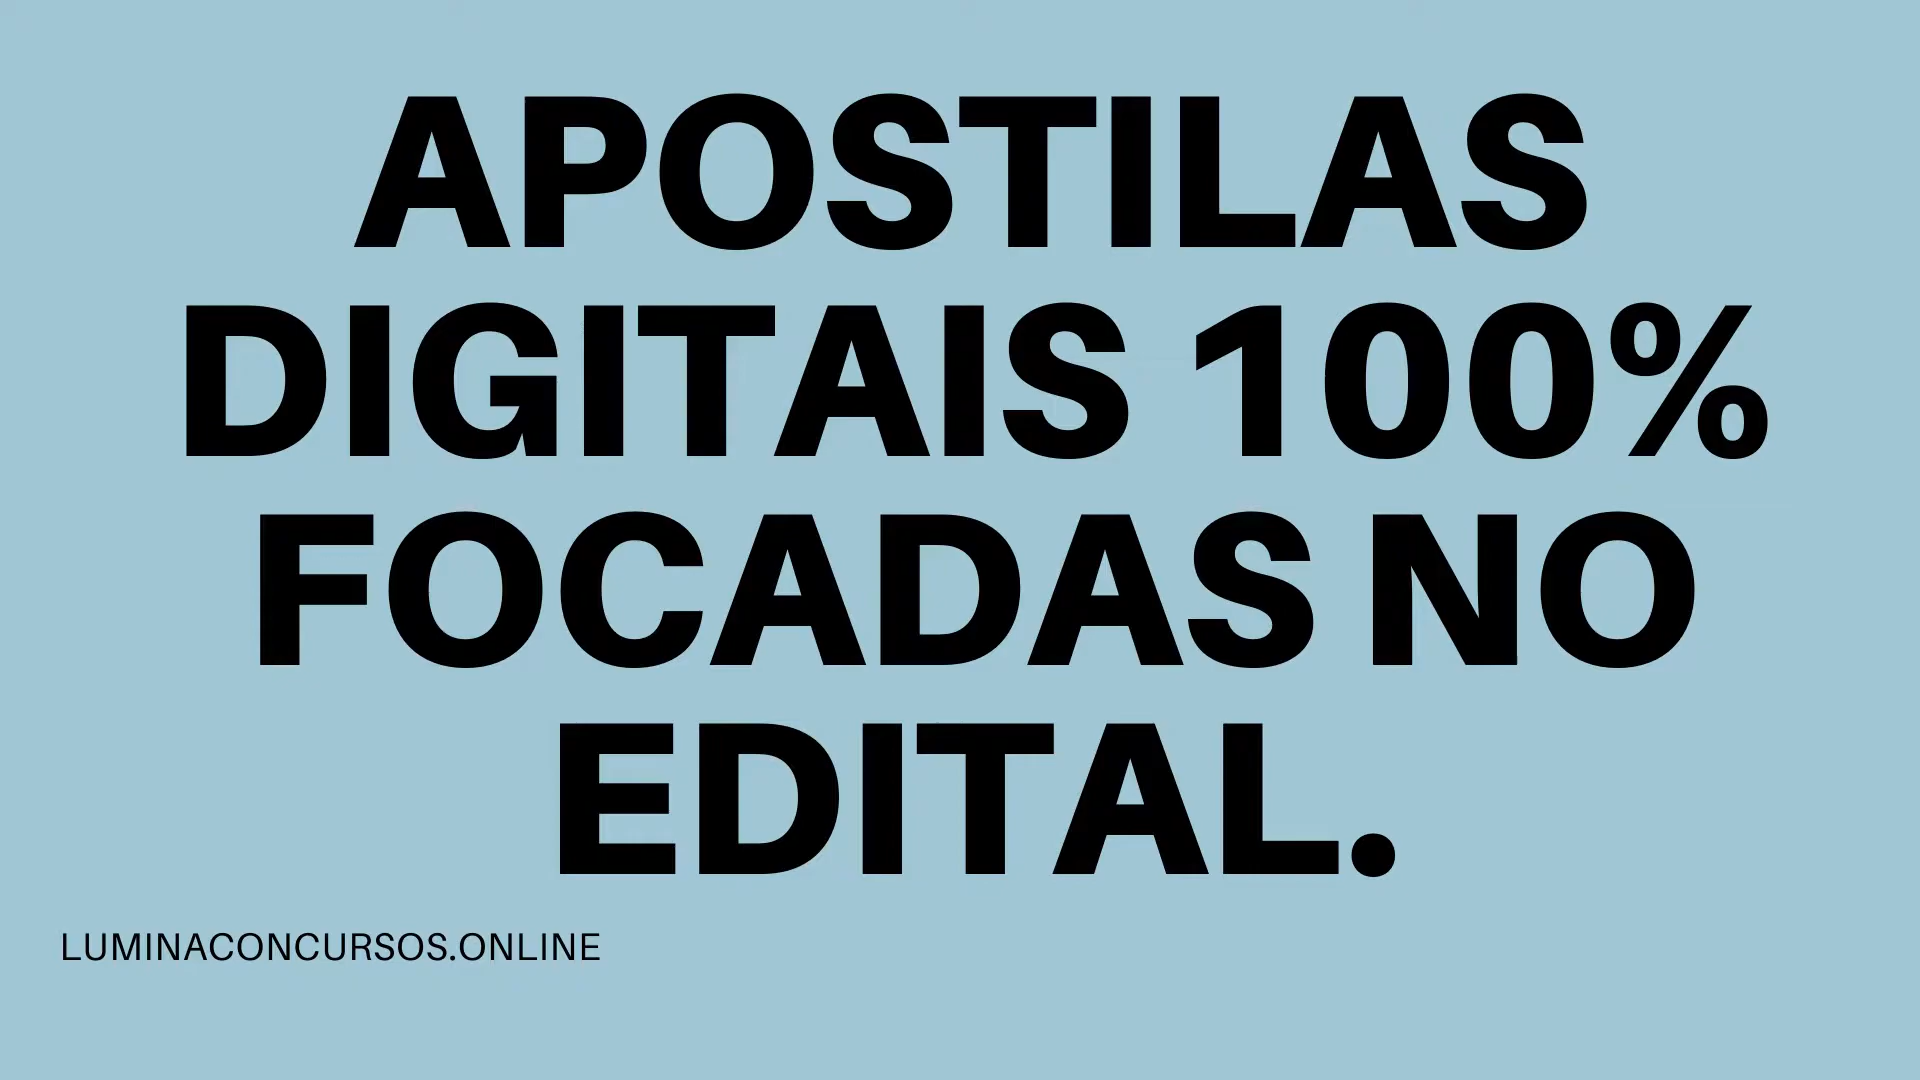 APOSTILAS
DIGITAIS 100%
FOCADAS NO
EDITAL.
LUMINACONCURSOS.ONLINE